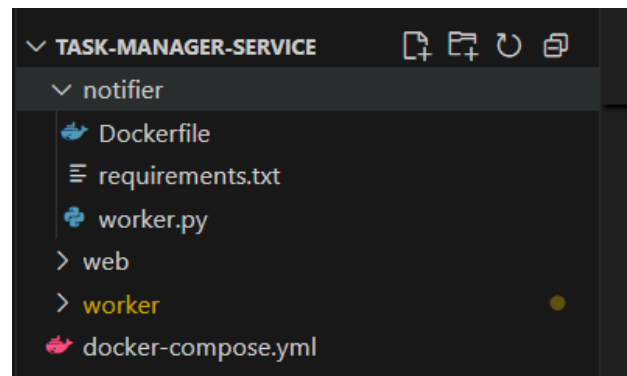 TASK-MANAGER-SERVICE
notifier
Dockerfile
requirements.txt
worker.py
web
worker
docker-compose.yml